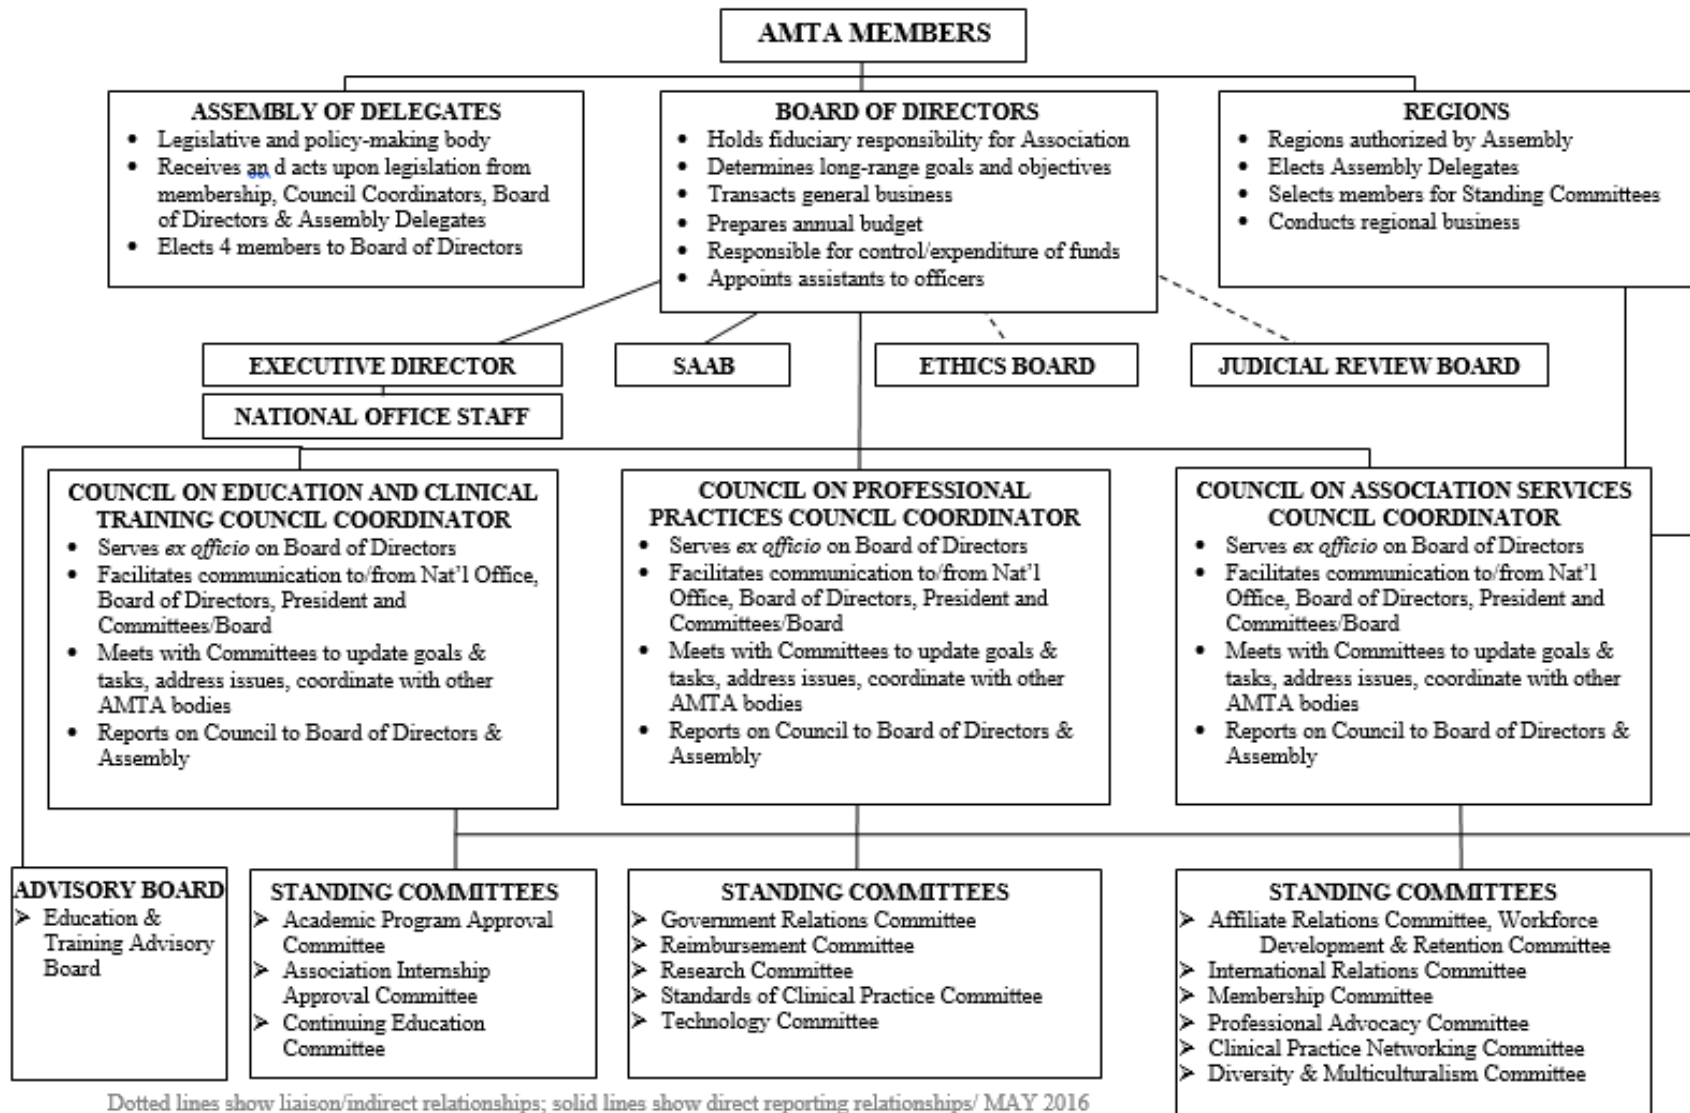 AMTA MEMBERS
ASSEMBLY OF DELEGATES
• Legislative and policy-making body
• Receives an d acts upon legislation from
membership, Council Coordinators, Board
of Directors & Assembly Delegates
• Elects 4 members to Board of Directors
BOARD OF DIRECTORS
• Holds fiduciary responsibility for Association
• Determines long-range goals and objectives
• Transacts general business
• Prepares annual budget
• Responsible for control/expenditure of funds
• Appoints assistants to officers
REGIONS
• Regions authorized by Assembly
• Elects Assembly Delegates
• Selects members for Standing Committees
• Conducts regional business
EXECUTIVE DIRECTOR
SAAB
ETHICS BOARD
JUDICIAL REVIEW BOARD
NATIONAL OFFICE STAFF
COUNCIL ON EDUCATION AND CLINICAL
TRAINING COUNCIL COORDINATOR
• Serves ex officio on Board of Directors
• Facilitates communication to/from Nat'l Office,
Board of Directors, President and
Committees/Board
• Meets with Committees to update goals &
tasks, address issues, coordinate with other
AMTA bodies
• Reports on Council to Board of Directors &
Assembly
COUNCIL ON PROFESSIONAL
PRACTICES COUNCIL COORDINATOR
• Serves ex officio on Board of Directors
• Facilitates communication to/from Nat'l
Office, Board of Directors, President and
Committees/Board
• Meets with Committees to update goals &
tasks, address issues, coordinate with other
AMTA bodies
• Reports on Council to Board of Directors &
Assembly
COUNCIL ON ASSOCIATION SERVICES
COUNCIL COORDINATOR
• Serves ex officio on Board of Directors
• Facilitates communication to/from Nat'l
Office, Board of Directors, President and
Committees/Board
• Meets with Committees to update goals &
tasks, address issues, coordinate with other
AMTA bodies
• Reports on Council to Board of Directors &
Assembly
ADVISORY BOARD
➢ Education &
Training Advisory
Board
STANDING COMMITTEES
➢ Academic Program Approval
Committee
➢ Association Internship
Approval Committee
➢ Continuing Education
Committee
STANDING COMMITTEES
➢ Government Relations Committee
➢ Reimbursement Committee
➢ Research Committee
➢ Standards of Clinical Practice Committee
➢ Technology Committee
STANDING COMMITTEES
➢ Affiliate Relations Committee, Workforce
Development & Retention Committee
➢ International Relations Committee
➢ Membership Committee
➢ Professional Advocacy Committee
➢ Clinical Practice Networking Committee
➢ Diversity & Multiculturalism Committee
Dotted lines show liaison/indirect relationships; solid lines show direct reporting relationships/ MAY 2016